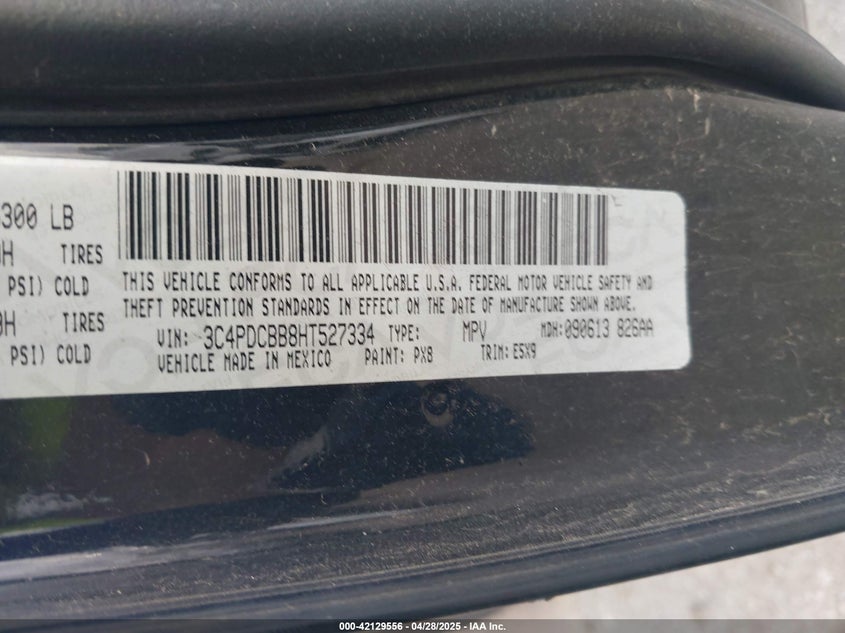 300 LB
0H TIRES
PSI) COLD
0H TIRES
PSI) COLD
THIS VEHICLE CONFORMS TO ALL APPLICABLE U.S.A. FEDERAL MOTOR VEHICLE SAFETY AND
THEFT PREVENTION STANDARDS IN EFFECT ON THE DATE OF MANUFACTURE SHOWN ABOVE.
VIN: 3C4PDCBB8HT527334 TYPE: MPV MDH:090613 826AA
VEHICLE MADE IN MEXICO PAINT: PX8 TRIM:E5X9
000-42129556 | 04/28/2025 - IAA Inc.